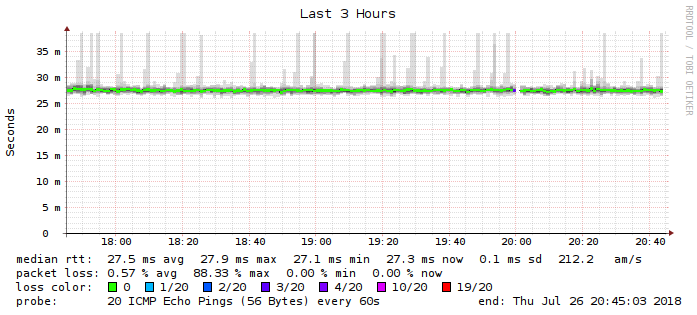 Last 3 Hours
RRDTOOL / TOBI OETIKER
Seconds
35 m
30 m
25 m
20 m
15 m
10 m
5 m
0
18:00 18:20 18:40 19:00 19:20 19:40 20:00 20:20 20:40
median rtt: 27.5 ms avg 27.9 ms max 27.1 ms min 27.3 ms now 0.1 ms sd 212.2 am/s
packet loss: 0.57 % avg 88.33 % max 0.00 % min 0.00 % now
loss color: 0 1/20 2/20 3/20 4/20 10/20 19/20
probe: 20 ICMP Echo Pings (56 Bytes) every 60s end: Thu Jul 26 20:45:03 2018